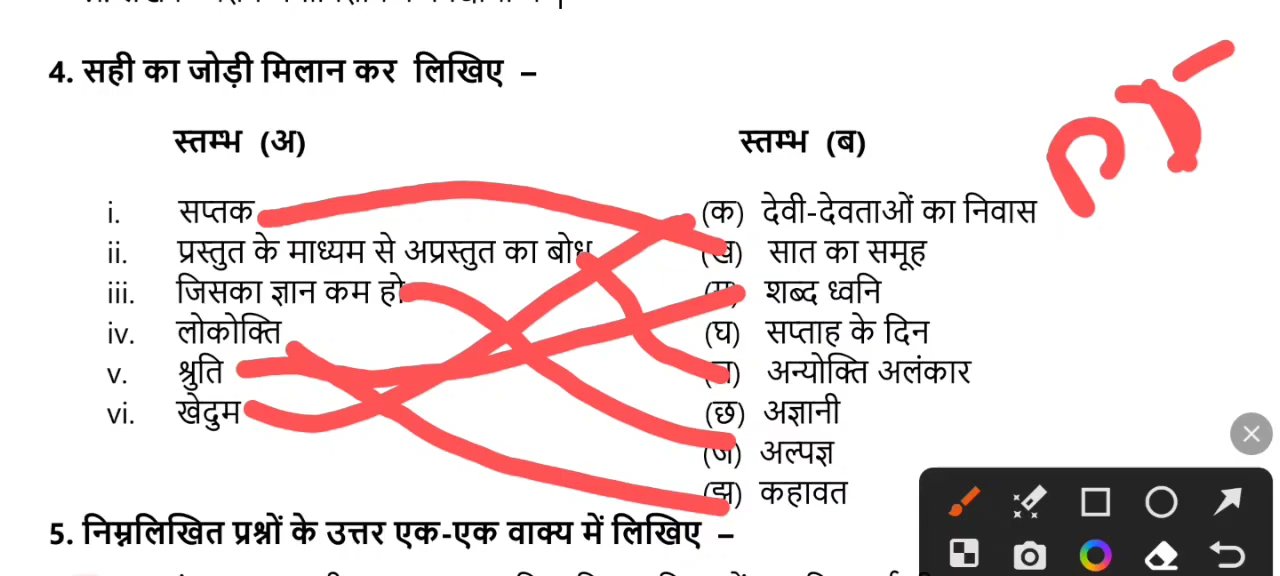 4. सही का जोड़ी मिलान कर लिखिए –
स्तम्भ (अ) स्तम्भ (ब)
i. सप्तक (क) देवी-देवताओं का निवास
ii. प्रस्तुत के माध्यम से अप्रस्तुत का बोध (ख) सात का समूह
iii. जिसका ज्ञान कम हो शब्द ध्वनि
iv. लोकोक्ति (घ) सप्ताह के दिन
v. श्रुति अन्योक्ति अलंकार
vi. खेदुम (छ) अज्ञानी
(ज) अल्पज्ञ
(झ) कहावत
5. निम्नलिखित प्रश्नों के उत्तर एक-एक वाक्य में लिखिए –